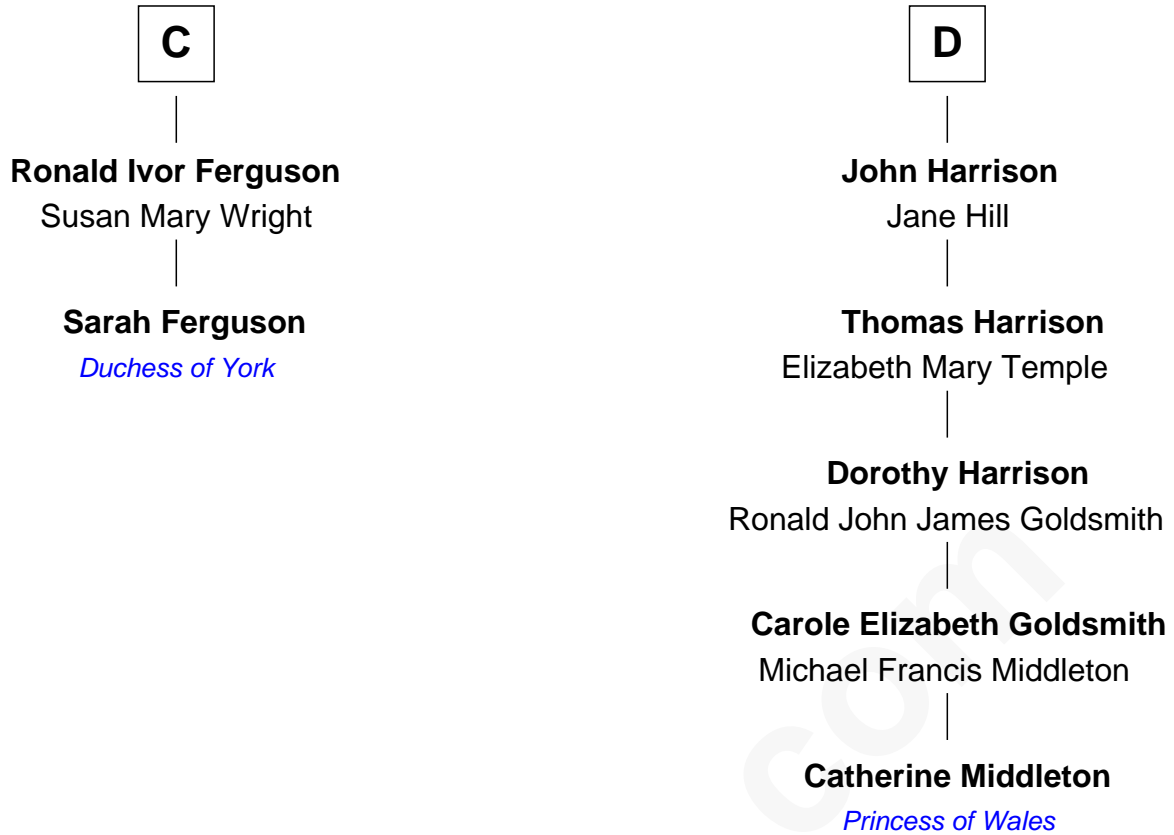 C
Ronald Ivor Ferguson
Susan Mary Wright
Sarah Ferguson
Duchess of York
D
John Harrison
Jane Hill
Thomas Harrison
Elizabeth Mary Temple
Dorothy Harrison
Ronald John James Goldsmith
Carole Elizabeth Goldsmith
Michael Francis Middleton
Catherine Middleton
Princess of Wales
com